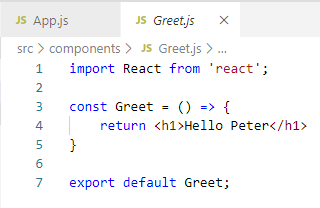 JS App.js JS Greet.js ×
src > components > JS Greet.js > ...
1 import React from 'react';
2
3 const Greet = () => {
4     return <h1>Hello Peter</h1>
5 }
6
7 export default Greet;